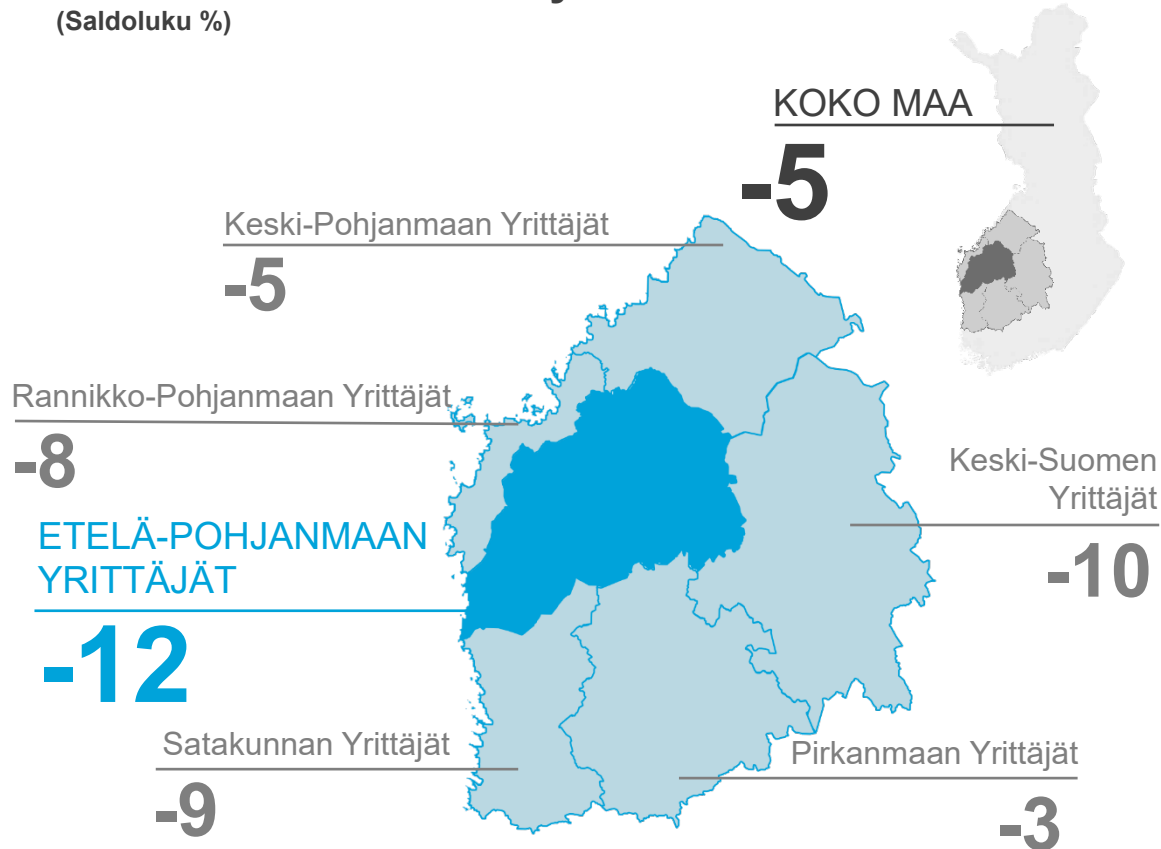 (Saldoluku %)
KOKO MAA
-5
Keski-Pohjanmaan Yrittäjät
-5
Rannikko-Pohjanmaan Yrittäjät
-8
Keski-Suomen
Yrittäjät
-10
ETELÄ-POHJANMAAN
YRITTÄJÄT
-12
Satakunnan Yrittäjät
-9
Pirkanmaan Yrittäjät
-3